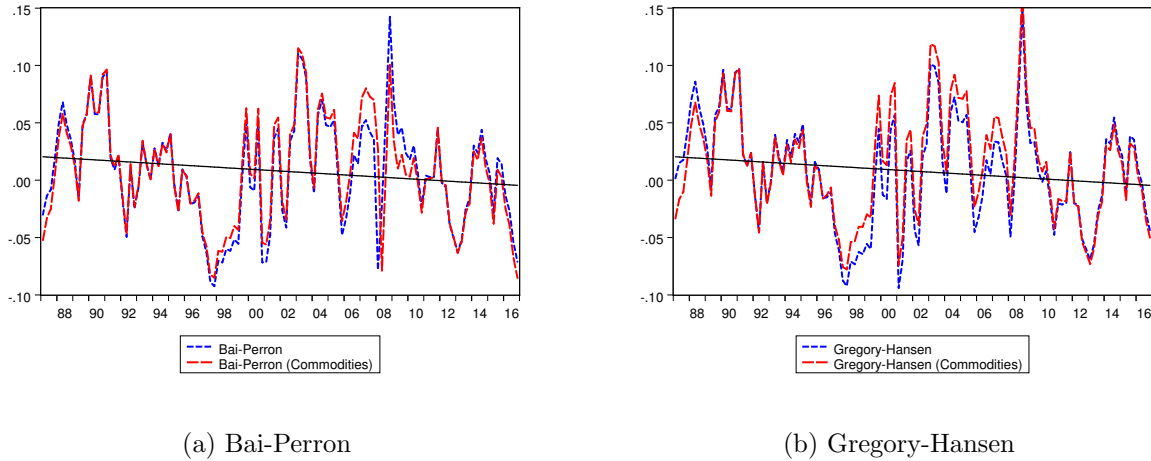 .15
.10
.05
.00
-.05
-.10
88 90 92 94 96 98 00 02 04 06 08 10 12 14 16
Bai-Perron
Bai-Perron (Commodities)
(a) Bai-Perron
.15
.10
.05
.00
-.05
-.10
88 90 92 94 96 98 00 02 04 06 08 10 12 14 16
Gregory-Hansen
Gregory-Hansen (Commodities)
(b) Gregory-Hansen